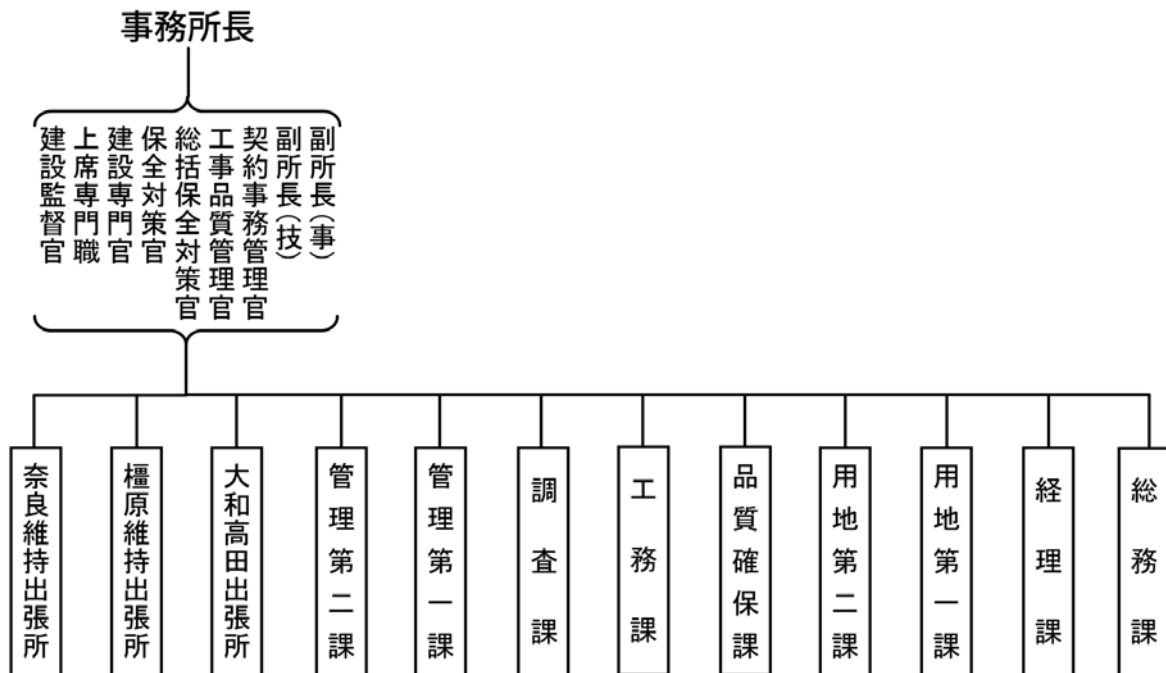 事務所長
副所長（事）
副所長（技）
契約事務管理官
工事品質管理官
総括保全対策官
保全対策官
建設専門官
上席専門職
建設監督官
総務課
経理課
用地第一課
用地第二課
品質確保課
工務課
調査課
管理第一課
管理第二課
大和高田出張所
橿原維持出張所
奈良維持出張所